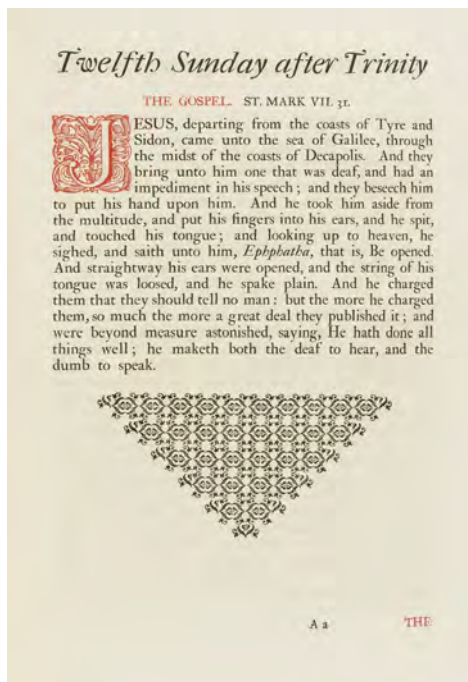 Twelfth Sunday after Trinity
THE GOSPEL. ST. MARK VII. 31.
JESUS, departing from the coasts of Tyre and
Sidon, came unto the sea of Galilee, through
the midst of the coasts of Decapolis. And they
bring unto him one that was deaf, and had an
impediment in his speech ; and they beseech him
to put his hand upon him. And he took him aside from
the multitude, and put his fingers into his ears, and he spit,
and touched his tongue ; and looking up to heaven, he
sighed, and saith unto him, Ephphatha, that is, Be opened.
And straightway his ears were opened, and the string of his
tongue was loosed, and he spake plain. And he charged
them that they should tell no man : but the more he charged
them, so much the more a great deal they published it ; and
were beyond measure astonished, saying, He hath done all
things well ; he maketh both the deaf to hear, and the
dumb to speak.
A a THE